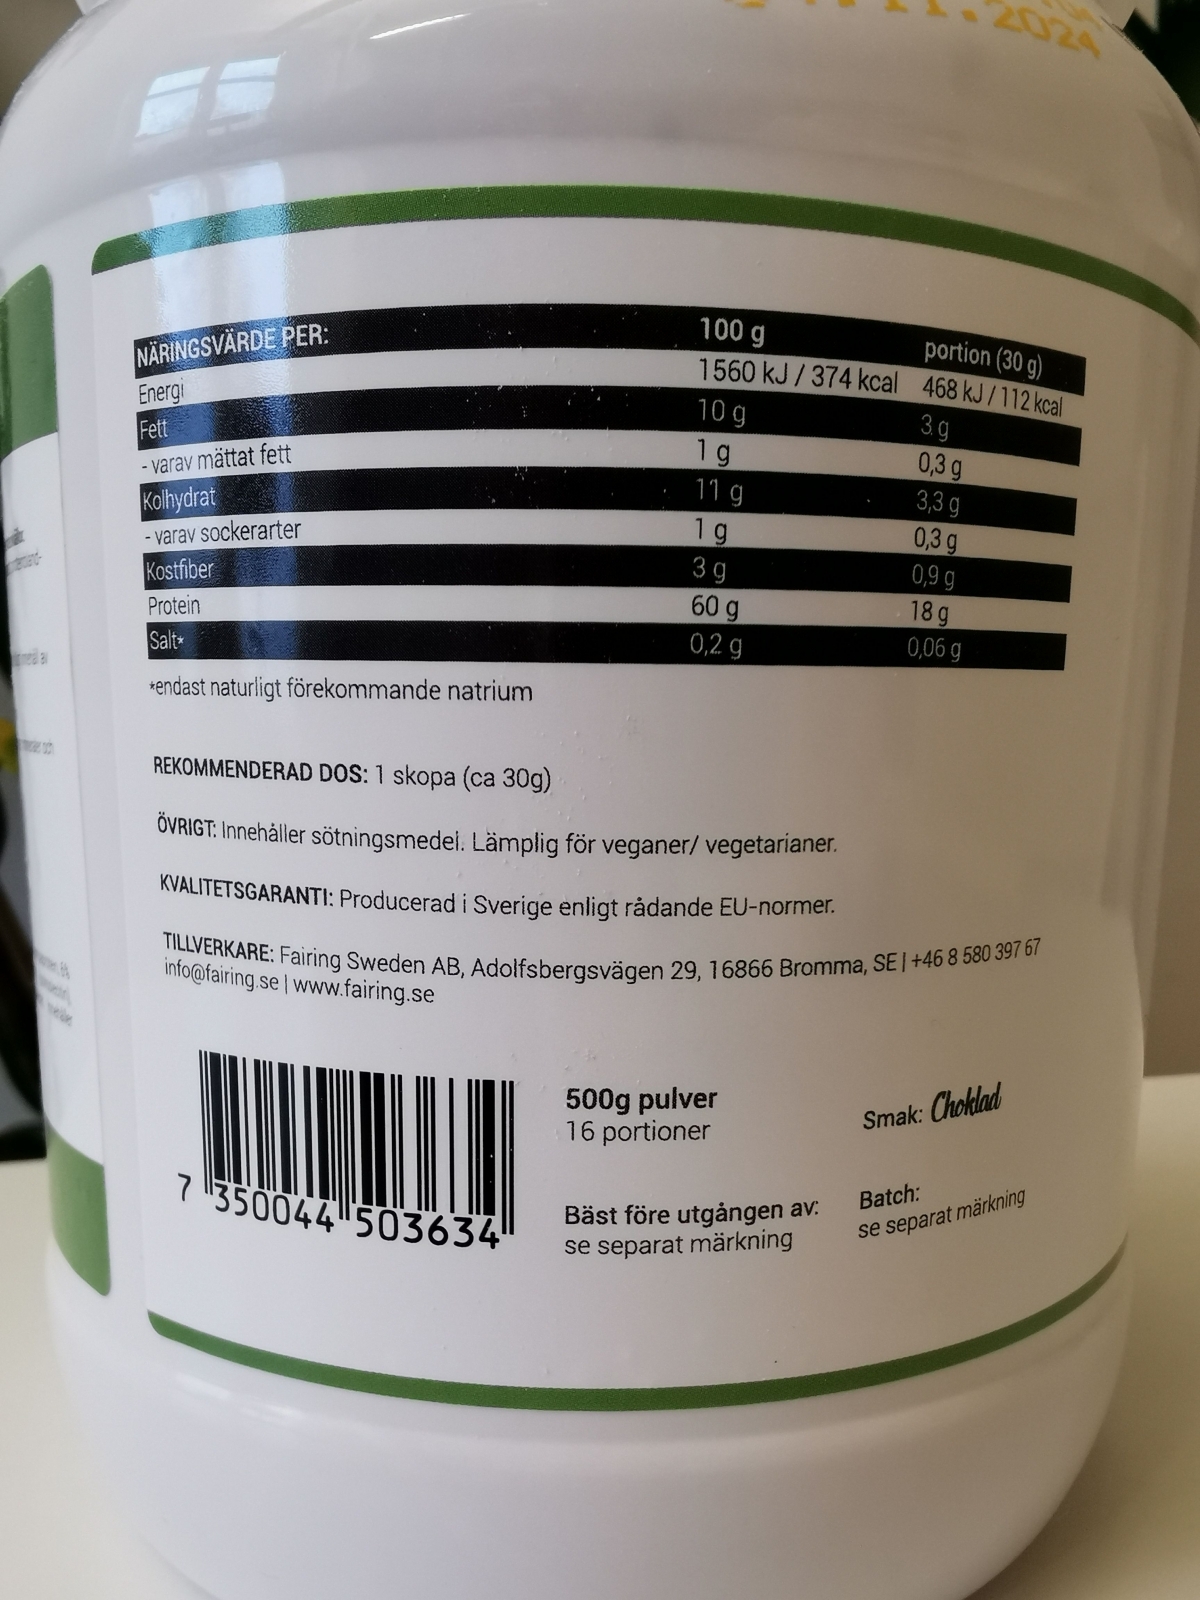 .11.2024
NÄRINGSVÄRDE PER: 100 g portion (30 g)
Energi 1560 kJ / 374 kcal 468 kJ / 112 kcal
Fett 10 g 3 g
- varav mättat fett 1 g 0,3 g
Kolhydrat 11 g 3,3 g
- varav sockerarter 1 g 0,3 g
Kostfiber 3 g 0,9 g
Protein 60 g 18 g
Salt* 0,2 g 0,06 g
*endast naturligt förekommande natrium
REKOMMENDERAD DOS: 1 skopa (ca 30g)
ÖVRIGT: Innehåller sötningsmedel. Lämplig för veganer/ vegetarianer.
KVALITETSGARANTI: Producerad i Sverige enligt rådande EU-normer.
TILLVERKARE: Fairing Sweden AB, Adolfsbergsvägen 29, 16866 Bromma, SE | +46 8 580 397 67
info@fairing.se | www.fairing.se
500g pulver
16 portioner
Smak: Choklad
7 350044 503634
Bäst före utgången av:
se separat märkning
Batch:
se separat märkning